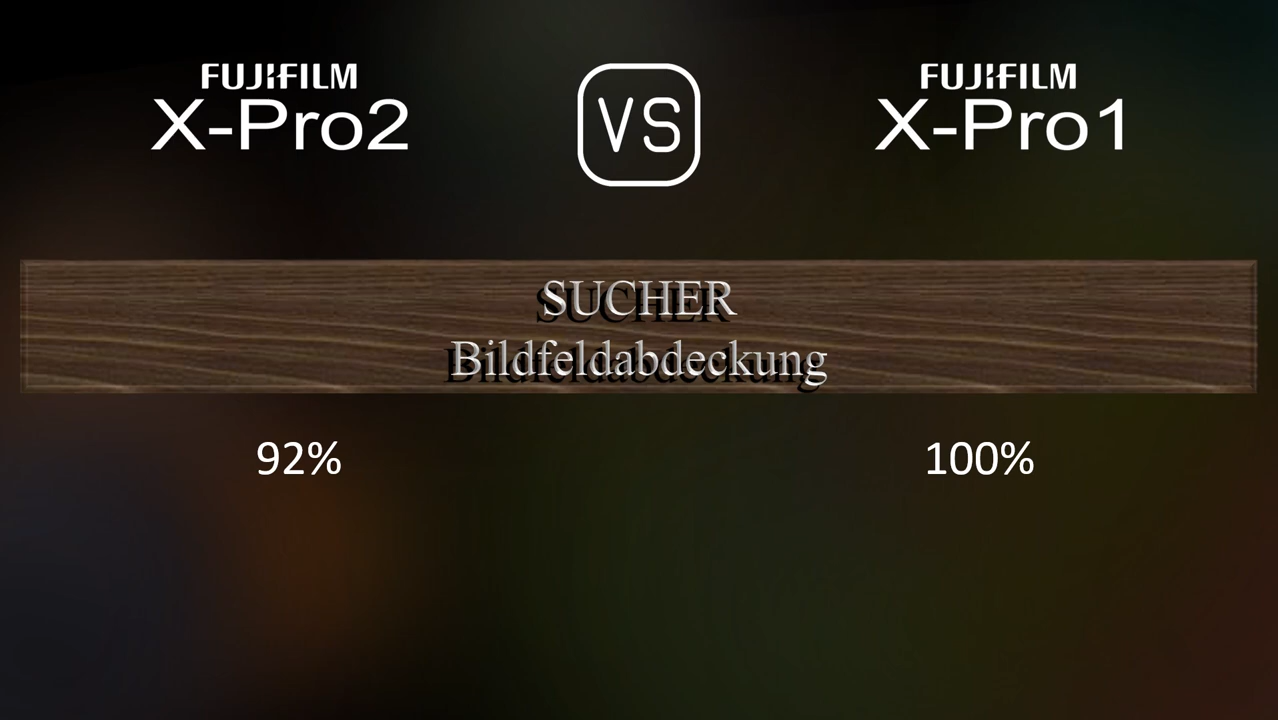 FUJIFILM
X-Pro2
VS
FUJIFILM
X-Pro1
SUCHER
Bildfeldabdeckung
92%
100%